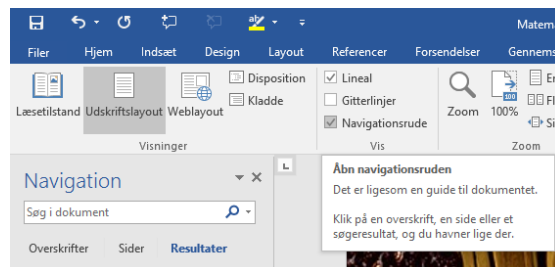 Matem
Filer Hjem Indsæt Design Layout Referencer Forsendelser Gennems
Læsetilstand Udskriftslayout Weblayout
Disposition
Kladde
Visninger
Lineal
Gitterlinjer
Navigationsrude
Vis
Zoom 100%
100
Zoom
Navigation
Søg i dokument
Overskrifter Sider Resultater
Åbn navigationsruden
Det er ligesom en guide til dokumentet.
Klik på en overskrift, en side eller et
søgeresultat, og du havner lige der.